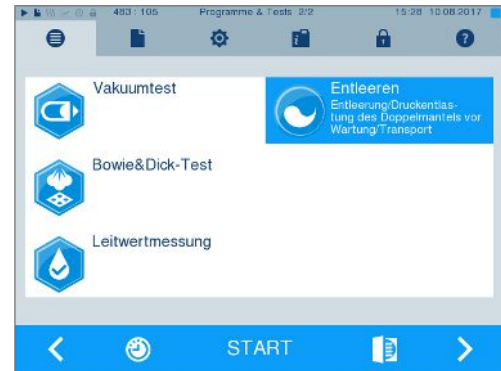 483 : 105 Programme & Tests 2/2 15:28 10.08.2017
Vakuumtest
Entleeren
Entleerung/Druckentlas-
tung des Doppelmantels vor
Wartung/Transport
Bowie&Dick-Test
Leitwertmessung
START